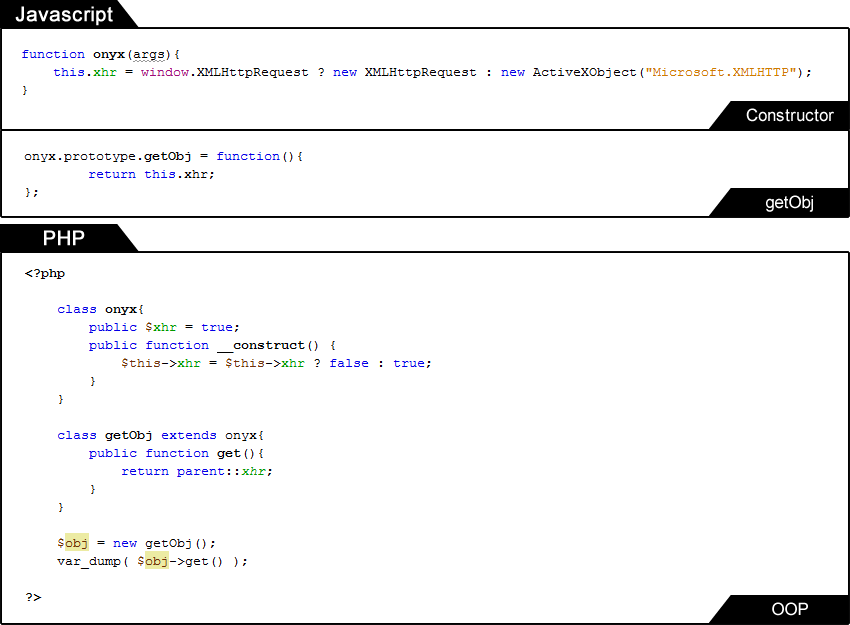 Javascript
function onyx(args){
    this.xhr = window.XMLHttpRequest ? new XMLHttpRequest : new ActiveXObject("Microsoft.XMLHTTP");
}
Constructor
onyx.prototype.getObj = function(){
        return this.xhr;
};
getObj
PHP
<?php
    class onyx{
        public $xhr = true;
        public function __construct() {
            $this->xhr = $this->xhr ? false : true;
        }
    }
    class getObj extends onyx{
        public function get(){
            return parent::xhr;
        }
    }
    $obj = new getObj();
    var_dump( $obj->get() );
?>
OOP